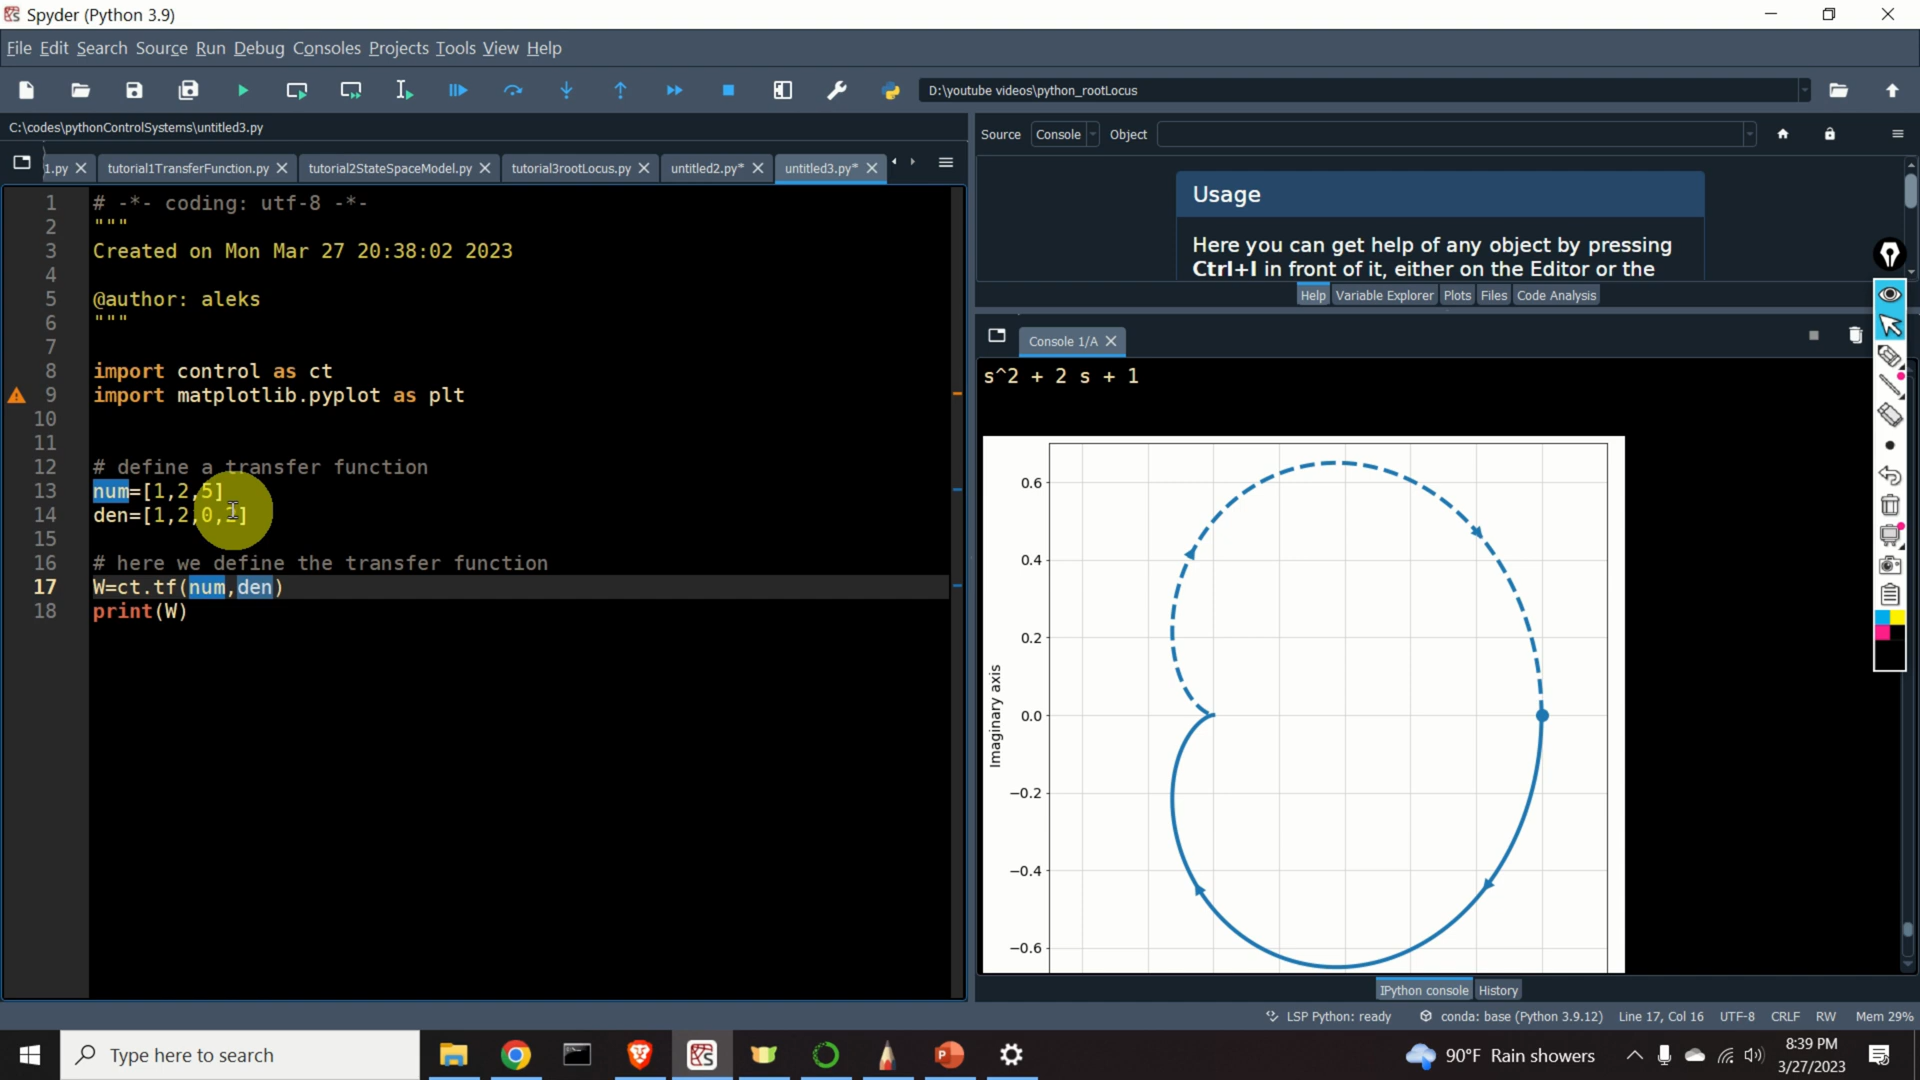 Spyder (Python 3.9)
File Edit Search Source Run Debug Consoles Projects Tools View Help
D:\youtube videos\python_rootLocus
C:\codes\pythonControlSystems\untitled3.py
1.py
tutorial1TransferFunction.py
tutorial2StateSpaceModel.py
tutorial3rootLocus.py
untitled2.py*
untitled3.py*
1 # -*- coding: utf-8 -*-
2 """
3 Created on Mon Mar 27 20:38:02 2023
4
5 @author: aleks
6 """
7
8 import control as ct
9 import matplotlib.pyplot as plt
10
11
12 # define a transfer function
13 num=[1,2,5]
14 den=[1,2,0,2]
15
16 # here we define the transfer function
17 W=ct.tf(num,den)
18 print(W)
Source Console Object
Usage
Here you can get help of any object by pressing
Ctrl+I in front of it, either on the Editor or the
Help Variable Explorer Plots Files Code Analysis
Console 1/A
s^2 + 2 s + 1
0.6
0.4
0.2
0.0
−0.2
−0.4
−0.6
Imaginary axis
IPython console History
LSP Python: ready conda: base (Python 3.9.12) Line 17, Col 16 UTF-8 CRLF RW Mem 29%
Type here to search
90°F Rain showers
8:39 PM
3/27/2023